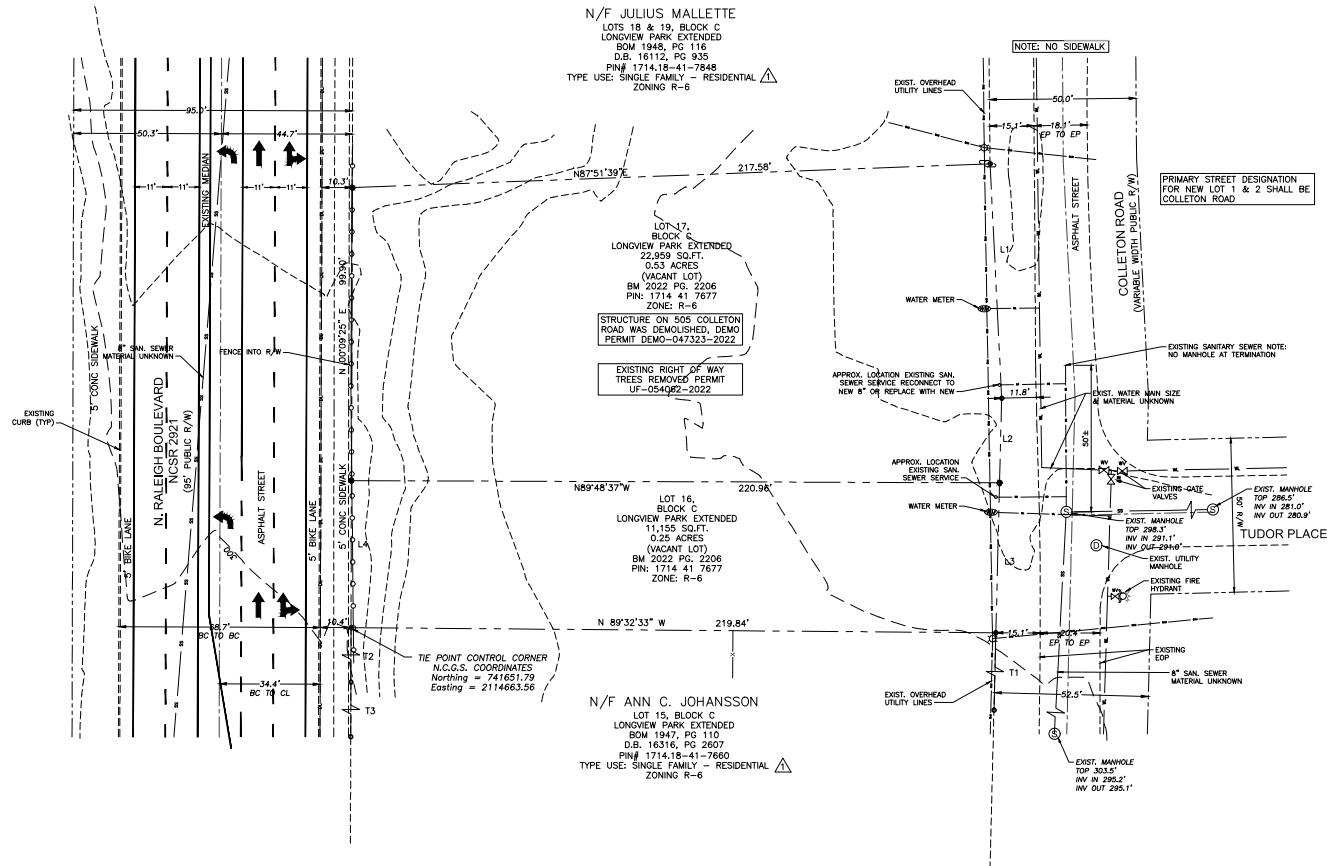 N/F JULIUS MALLETTE
LOTS 18 & 19, BLOCK C
LONGVIEW PARK EXTENDED
BOM 1948, PG 116
D.B. 16112, PG 935
PIN# 1714.18-41-7848
TYPE USE: SINGLE FAMILY - RESIDENTIAL
1
ZONING R-6
NOTE: NO SIDEWALK
EXIST. OVERHEAD
UTILITY LINES
50.0'
15.1'
18.1'
EP TO EP
95.0'
50.3'
44.7'
10.3'
11'
11'
11'
11'
EXISTING MEDIAN
N87°51'39"E
217.58'
PRIMARY STREET DESIGNATION
FOR NEW LOT 1 & 2 SHALL BE
COLLETON ROAD
ASPHALT STREET
COLLETON ROAD
(VARIABLE WIDTH PUBLIC R/W)
L1
LOT 17,
BLOCK C
LONGVIEW PARK EXTENDED
22,959 SQ.FT.
0.53 ACRES
(VACANT LOT)
BM 2022 PG. 2206
PIN: 1714 41 7677
ZONE: R-6
STRUCTURE ON 505 COLLETON
ROAD WAS DEMOLISHED, DEMO
PERMIT DEMO-047323-2022
EXISTING RIGHT OF WAY
TREES REMOVED PERMIT
UF-054062-2022
N 00°09'25" E 99.90'
FENCE INTO R/W
8" SAN. SEWER
MATERIAL UNKNOWN
5' CONC SIDEWALK
EXISTING
CURB (TYP)
N. RALEIGH BOULEVARD
NCSR 2921
(95' PUBLIC R/W)
ASPHALT STREET
5' BIKE LANE
5' BIKE LANE
5' CONC SIDEWALK
L4
300
WATER METER
EXISTING SANITARY SEWER NOTE:
NO MANHOLE AT TERMINATION
APPROX. LOCATION EXISTING SAN.
SEWER SERVICE RECONNECT TO
NEW 8" OR REPLACE WITH NEW
11.8'
EXIST. WATER MAIN SIZE
& MATERIAL UNKNOWN
L2
50'±
APPROX. LOCATION
EXISTING SAN.
SEWER SERVICE
N89°48'37"W
220.96'
WATER METER
WV
WV
EXISTING GATE
VALVES
EXIST. MANHOLE
TOP 286.5'
INV IN 281.0'
INV OUT 280.9'
50' R/W
TUDOR PLACE
S
S
EXIST. MANHOLE
TOP 298.3'
INV IN 291.1'
INV OUT 291.0'
D
EXIST. UTILITY
MANHOLE
L3
EXISTING FIRE
HYDRANT
LOT 16,
BLOCK C
LONGVIEW PARK EXTENDED
11,155 SQ.FT.
0.25 ACRES
(VACANT LOT)
BM 2022 PG. 2206
PIN: 1714 41 7677
ZONE: R-6
N 89°32'33" W
219.84'
68.7'
BC TO BC
10.4'
34.4'
BC TO CL
T2
T3
TIE POINT CONTROL CORNER
N.C.G.S. COORDINATES
Northing = 741651.79
Easting = 2114663.56
15.1'
20.4'
EP TO EP
EXISTING
EOP
T1
8" SAN. SEWER
MATERIAL UNKNOWN
EXIST. OVERHEAD
UTILITY LINES
52.5'
N/F ANN C. JOHANSSON
LOT 15, BLOCK C
LONGVIEW PARK EXTENDED
BOM 1947, PG 110
D.B. 16316, PG 2607
PIN# 1714.18-41-7660
TYPE USE: SINGLE FAMILY - RESIDENTIAL
1
ZONING R-6
S
EXIST. MANHOLE
TOP 303.5'
INV IN 295.2'
INV OUT 295.1'